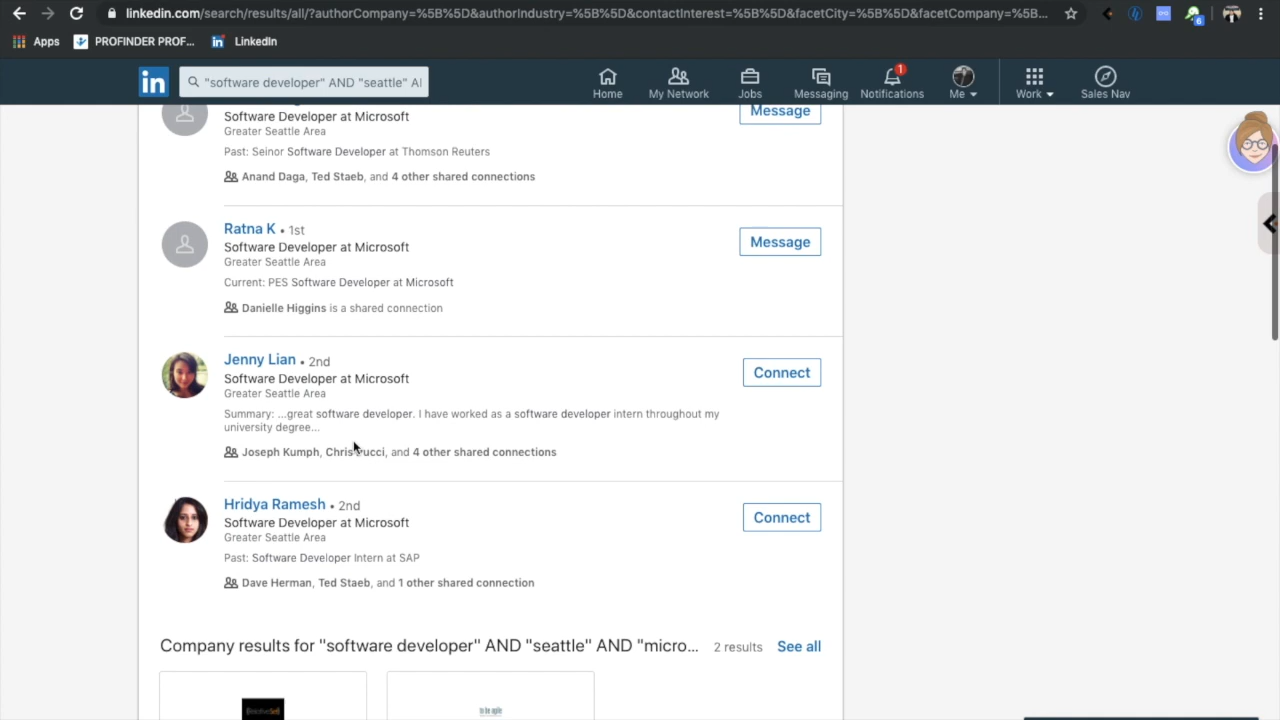 linkedin.com/search/results/all/?authorCompany=%5B%5D&authorIndustry=%5B%5D&contactInterest=%5B%5D&facetCity=%5B%5D&facetCompany=%5B...
6
Apps PROFINDER PROF... in LinkedIn
in "software developer" AND "seattle" Al
1
Home My Network Jobs Messaging Notifications Me Work Sales Nav
Software Developer at Microsoft Message
Greater Seattle Area
Past: Seinor Software Developer at Thomson Reuters
Anand Daga, Ted Staeb, and 4 other shared connections
Ratna K • 1st
Software Developer at Microsoft Message
Greater Seattle Area
Current: PES Software Developer at Microsoft
Danielle Higgins is a shared connection
Jenny Lian • 2nd
Software Developer at Microsoft Connect
Greater Seattle Area
Summary: ...great software developer. I have worked as a software developer intern throughout my
university degree...
Joseph Kumph, and 4 other shared connections
Hridya Ramesh • 2nd
Software Developer at Microsoft Connect
Greater Seattle Area
Past: Software Developer Intern at SAP
Dave Herman, Ted Staeb, and 1 other shared connection
Company results for "software developer" AND "seattle" AND "micro... 2 results See all
to be agile